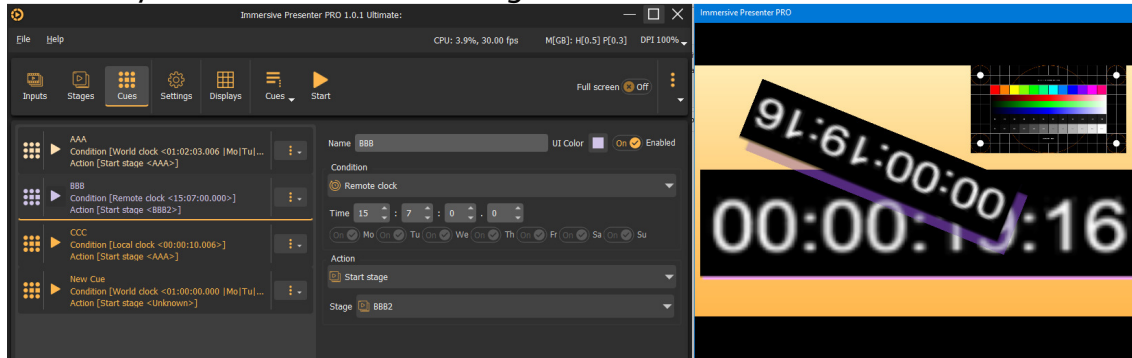 Immersive Presenter PRO 1.0.1 Ultimate:
File Help
CPU: 3.9%, 30.00 fps M[GB]: H[0.5] P[0.3] DPI 100%
Inputs Stages Cues Settings Displays Cues Start
Full screen Off
AAA
Condition [World clock <01:02:03.006 |Mo|Tu|...
Action [Start stage <AAA>]
BBB
Condition [Remote clock <15:07:00.000>]
Action [Start stage <BBB2>]
CCC
Condition [Local clock <00:00:10.006>]
Action [Start stage <AAA>]
New Cue
Condition [World clock <01:00:00.000 |Mo|Tu|...
Action [Start stage <Unknown>]
Name BBB UI Color On Enabled
Condition
Remote clock
Time 15 : 7 : 0 . 0
On Mo On Tu On We On Th On Fr On Sa On Su
Action
Start stage
Stage BBB2
Immersive Presenter PRO
00:00:19:16
00:00:19:16